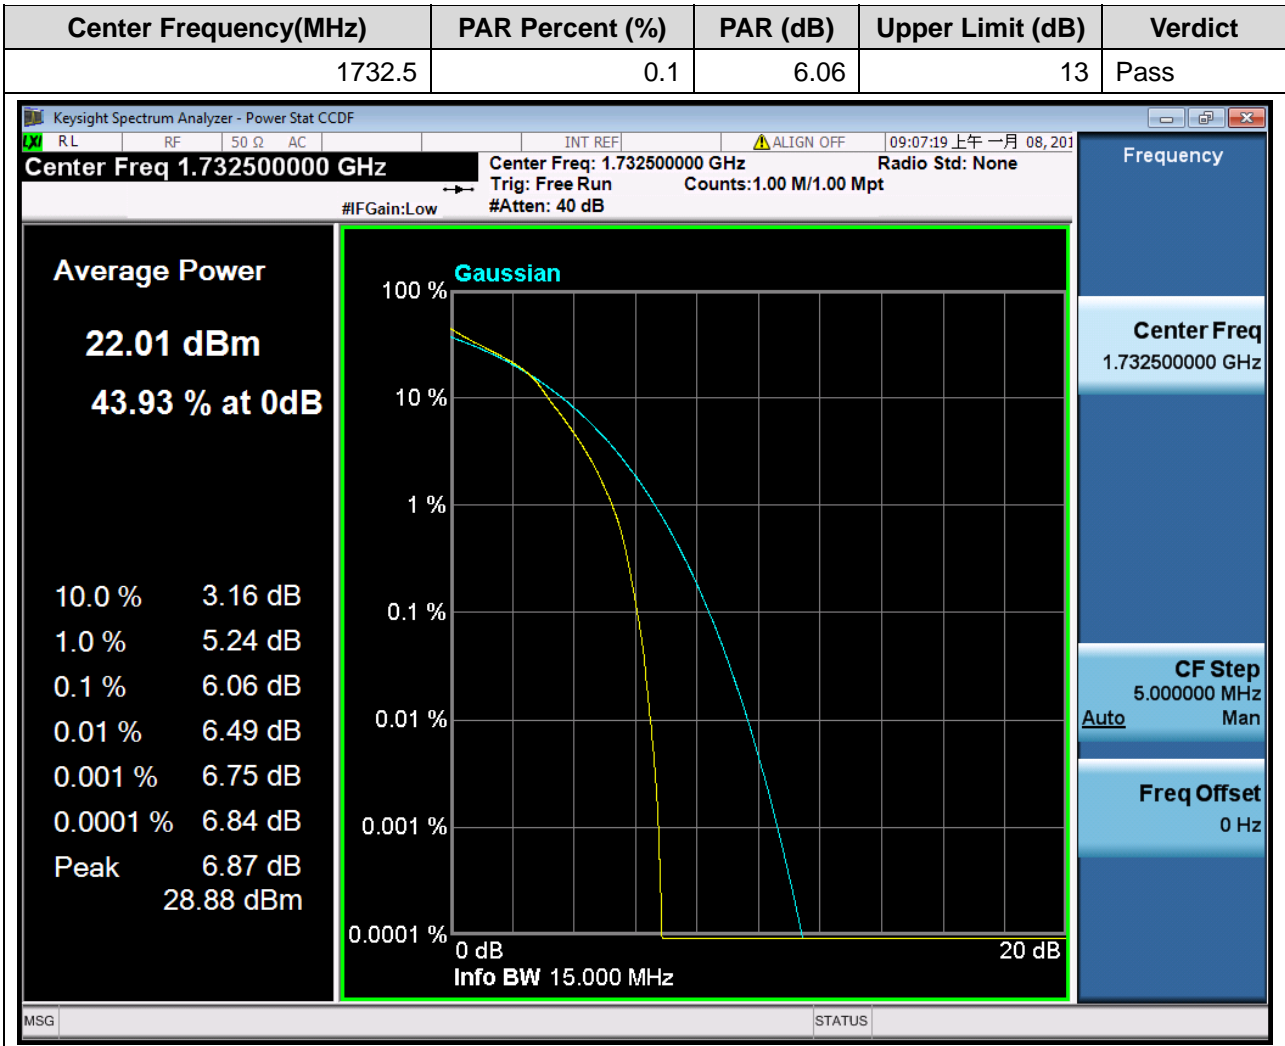 Center Frequency(MHz) PAR Percent (%) PAR (dB) Upper Limit (dB) Verdict
1732.5 0.1 6.06 13 Pass
Keysight Spectrum Analyzer - Power Stat CCDF
LXI RL RF 50 Ω AC INT REF ALIGN OFF 09:07:19 上午 一月 08, 201
Center Freq 1.732500000 GHz
Center Freq: 1.732500000 GHz Radio Std: None
Trig: Free Run Counts:1.00 M/1.00 Mpt
#IFGain:Low #Atten: 40 dB
Average Power
22.01 dBm
43.93 % at 0dB
10.0 % 3.16 dB
1.0 % 5.24 dB
0.1 % 6.06 dB
0.01 % 6.49 dB
0.001 % 6.75 dB
0.0001 % 6.84 dB
Peak 6.87 dB
28.88 dBm
Gaussian
100 %
10 %
1 %
0.1 %
0.01 %
0.001 %
0.0001 %
0 dB 20 dB
Info BW 15.000 MHz
Frequency
Center Freq
1.732500000 GHz
CF Step
5.000000 MHz
Auto Man
Freq Offset
0 Hz
MSG STATUS